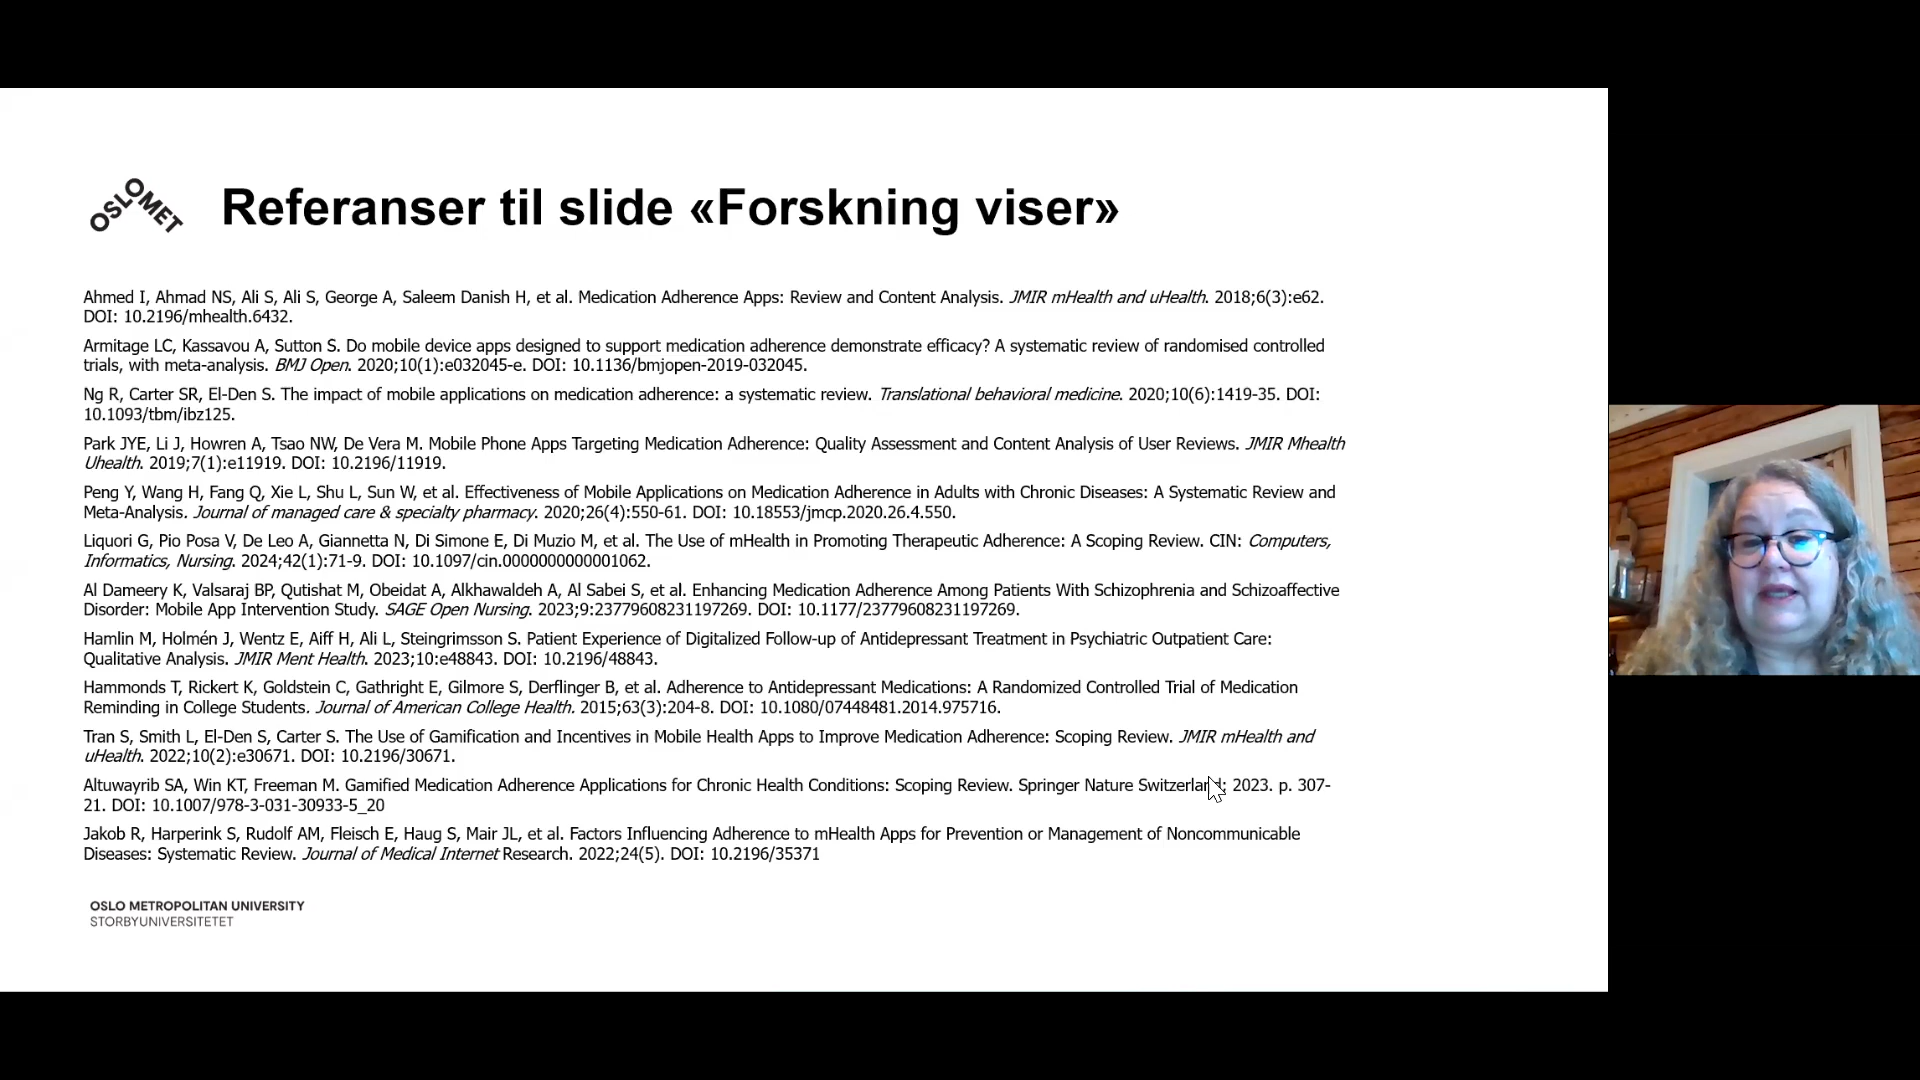 OSLOMET
Referanser til slide «Forskning viser»
Ahmed I, Ahmad NS, Ali S, Ali S, George A, Saleem Danish H, et al. Medication Adherence Apps: Review and Content Analysis. JMIR mHealth and uHealth. 2018;6(3):e62.
DOI: 10.2196/mhealth.6432.
Armitage LC, Kassavou A, Sutton S. Do mobile device apps designed to support medication adherence demonstrate efficacy? A systematic review of randomised controlled
trials, with meta-analysis. BMJ Open. 2020;10(1):e032045-e. DOI: 10.1136/bmjopen-2019-032045.
Ng R, Carter SR, El-Den S. The impact of mobile applications on medication adherence: a systematic review. Translational behavioral medicine. 2020;10(6):1419-35. DOI:
10.1093/tbm/ibz125.
Park JYE, Li J, Howren A, Tsao NW, De Vera M. Mobile Phone Apps Targeting Medication Adherence: Quality Assessment and Content Analysis of User Reviews. JMIR Mhealth
Uhealth. 2019;7(1):e11919. DOI: 10.2196/11919.
Peng Y, Wang H, Fang Q, Xie L, Shu L, Sun W, et al. Effectiveness of Mobile Applications on Medication Adherence in Adults with Chronic Diseases: A Systematic Review and
Meta-Analysis. Journal of managed care & specialty pharmacy. 2020;26(4):550-61. DOI: 10.18553/jmcp.2020.26.4.550.
Liquori G, Pio Posa V, De Leo A, Giannetta N, Di Simone E, Di Muzio M, et al. The Use of mHealth in Promoting Therapeutic Adherence: A Scoping Review. CIN: Computers,
Informatics, Nursing. 2024;42(1):71-9. DOI: 10.1097/cin.0000000000001062.
Al Dameery K, Valsaraj BP, Qutishat M, Obeidat A, Alkhawaldeh A, Al Sabei S, et al. Enhancing Medication Adherence Among Patients With Schizophrenia and Schizoaffective
Disorder: Mobile App Intervention Study. SAGE Open Nursing. 2023;9:23779608231197269. DOI: 10.1177/23779608231197269.
Hamlin M, Holmén J, Wentz E, Aiff H, Ali L, Steingrimsson S. Patient Experience of Digitalized Follow-up of Antidepressant Treatment in Psychiatric Outpatient Care:
Qualitative Analysis. JMIR Ment Health. 2023;10:e48843. DOI: 10.2196/48843.
Hammonds T, Rickert K, Goldstein C, Gathright E, Gilmore S, Derflinger B, et al. Adherence to Antidepressant Medications: A Randomized Controlled Trial of Medication
Reminding in College Students. Journal of American College Health. 2015;63(3):204-8. DOI: 10.1080/07448481.2014.975716.
Tran S, Smith L, El-Den S, Carter S. The Use of Gamification and Incentives in Mobile Health Apps to Improve Medication Adherence: Scoping Review. JMIR mHealth and
uHealth. 2022;10(2):e30671. DOI: 10.2196/30671.
Altuwayrib SA, Win KT, Freeman M. Gamified Medication Adherence Applications for Chronic Health Conditions: Scoping Review. Springer Nature Switzerland; 2023. p. 307-
21. DOI: 10.1007/978-3-031-30933-5_20
Jakob R, Harperink S, Rudolf AM, Fleisch E, Haug S, Mair JL, et al. Factors Influencing Adherence to mHealth Apps for Prevention or Management of Noncommunicable
Diseases: Systematic Review. Journal of Medical Internet Research. 2022;24(5). DOI: 10.2196/35371
OSLO METROPOLITAN UNIVERSITY
STORBYUNIVERSITETET